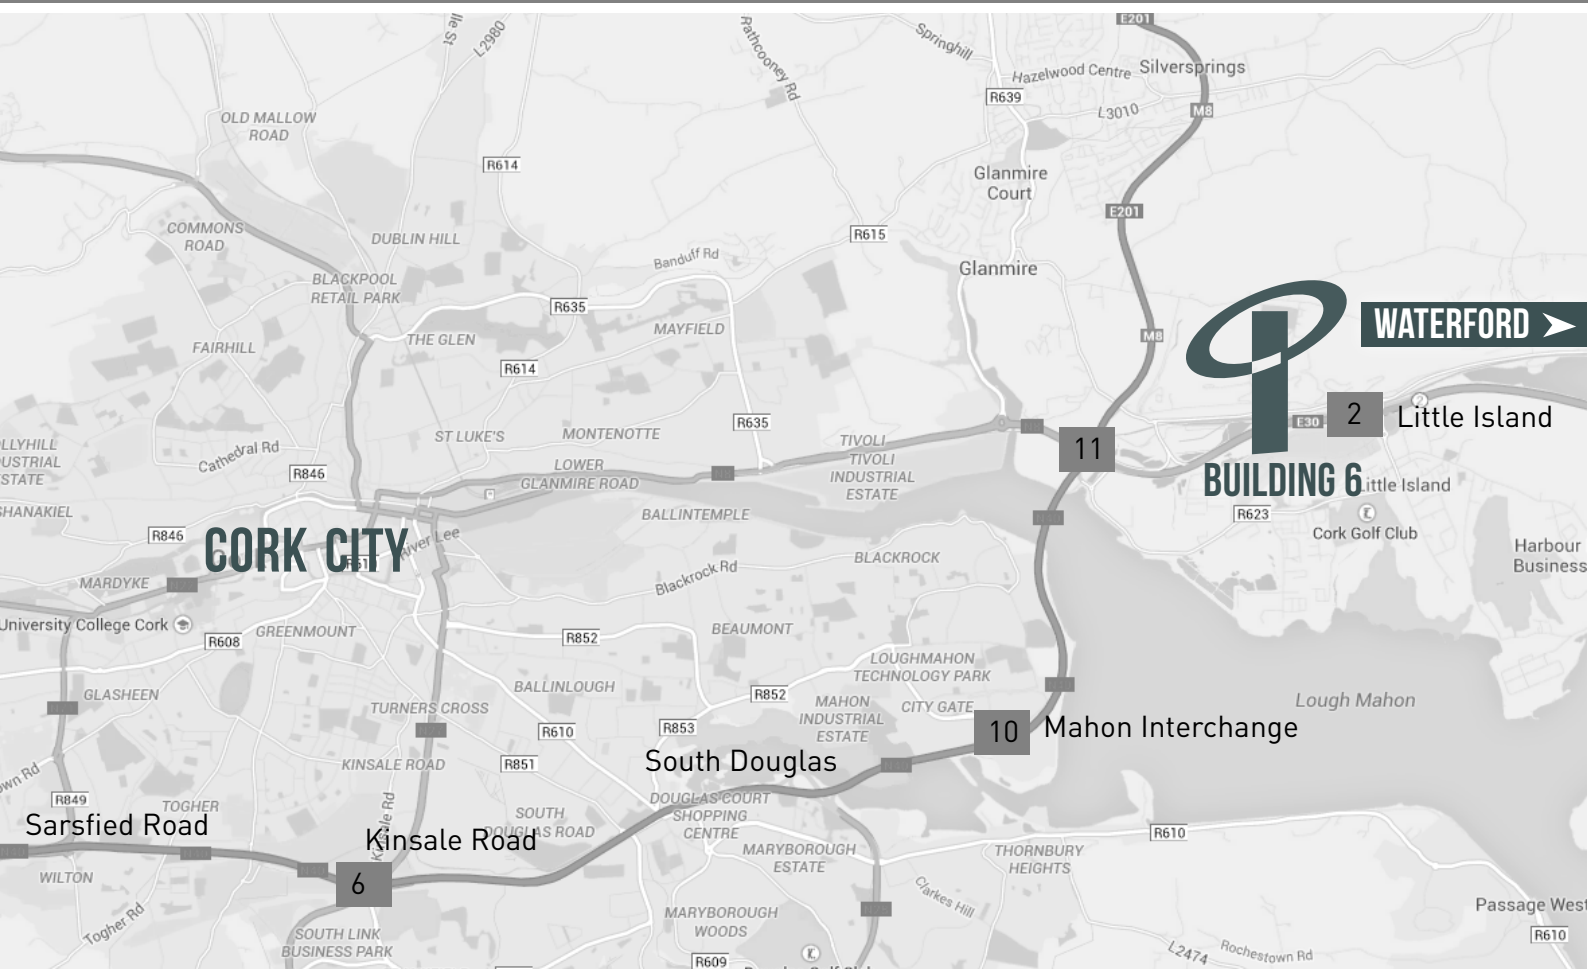 E201
L2980
Rathcooney Rd
Springhill
Hazelwood Centre
Silversprings
R639
L3010
M8
OLD MALLOW
ROAD
R614
Glanmire
Court
E201
COMMONS
ROAD
DUBLIN HILL
R615
Banduff Rd
Glanmire
BLACKPOOL
RETAIL PARK
R635
WATERFORD
THE GLEN
MAYFIELD
M8
FAIRHILL
R614
R635
E30
2
Little Island
ST LUKE'S
MONTENOTTE
TIVOLI
11
Cathedral Rd
R846
LOWER
GLANMIRE ROAD
TIVOLI
INDUSTRIAL
ESTATE
BUILDING 6
Little Island
SHANAKIEL
BALLINTEMPLE
R623
Cork Golf Club
R846
CORK CITY
River Lee
Harbour
Business
MARDYKE
Blackrock Rd
BLACKROCK
University College Cork
R608
GREENMOUNT
R852
BEAUMONT
LOUGHMAHON
TECHNOLOGY PARK
GLASHEEN
BALLINLOUGH
R852
TURNERS CROSS
MAHON
INDUSTRIAL
ESTATE
CITY GATE
Lough Mahon
R610
R853
10
Mahon Interchange
KINSALE ROAD
R851
South Douglas
R849
TOGHER
SOUTH
DOUGLAS ROAD
DOUGLAS COURT
SHOPPING
CENTRE
Sarsfied Road
Kinsale Rd
Kinsale Road
R610
MARYBOROUGH
ESTATE
THORNBURY
HEIGHTS
WILTON
6
Clarkes Hill
Togher Rd
MARYBOROUGH
WOODS
Passage West
SOUTH LINK
BUSINESS PARK
R610
R609
L2474
Rochestown Rd